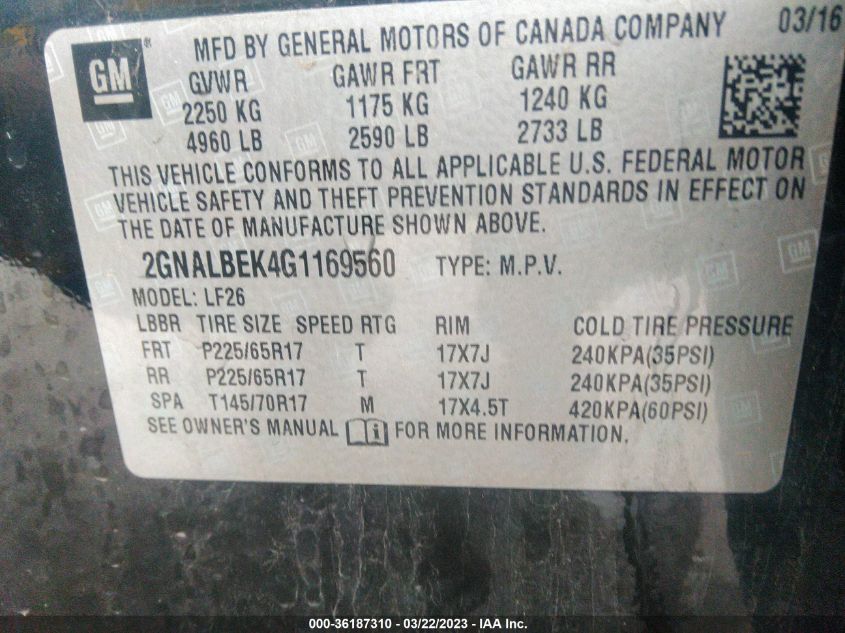 GM
MFD BY GENERAL MOTORS OF CANADA COMPANY 03/16
GVWR GAWR FRT GAWR RR
2250 KG 1175 KG 1240 KG
4960 LB 2590 LB 2733 LB
THIS VEHICLE CONFORMS TO ALL APPLICABLE U.S. FEDERAL MOTOR
VEHICLE SAFETY AND THEFT PREVENTION STANDARDS IN EFFECT ON
THE DATE OF MANUFACTURE SHOWN ABOVE.
2GNALBEK4G1169560 TYPE: M.P.V.
MODEL: LF26
LBBR TIRE SIZE SPEED RTG RIM COLD TIRE PRESSURE
FRT P225/65R17 T 17X7J 240KPA(35PSI)
RR P225/65R17 T 17X7J 240KPA(35PSI)
SPA T145/70R17 M 17X4.5T 420KPA(60PSI)
SEE OWNER'S MANUAL i FOR MORE INFORMATION.
000-36187310 - 03/22/2023 - IAA Inc.